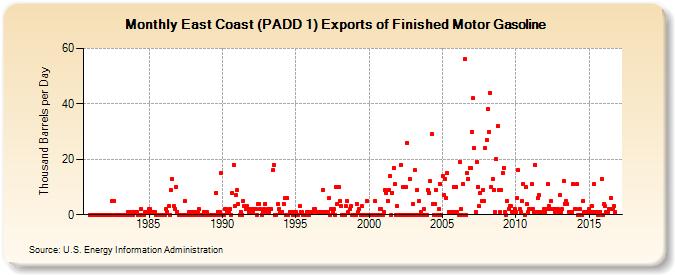 Monthly East Coast (PADD 1) Exports of Finished Motor Gasoline
Thousand Barrels per Day
60
40
20
0
1985 1990 1995 2000 2005 2010 2015
Source: U.S. Energy Information Administration